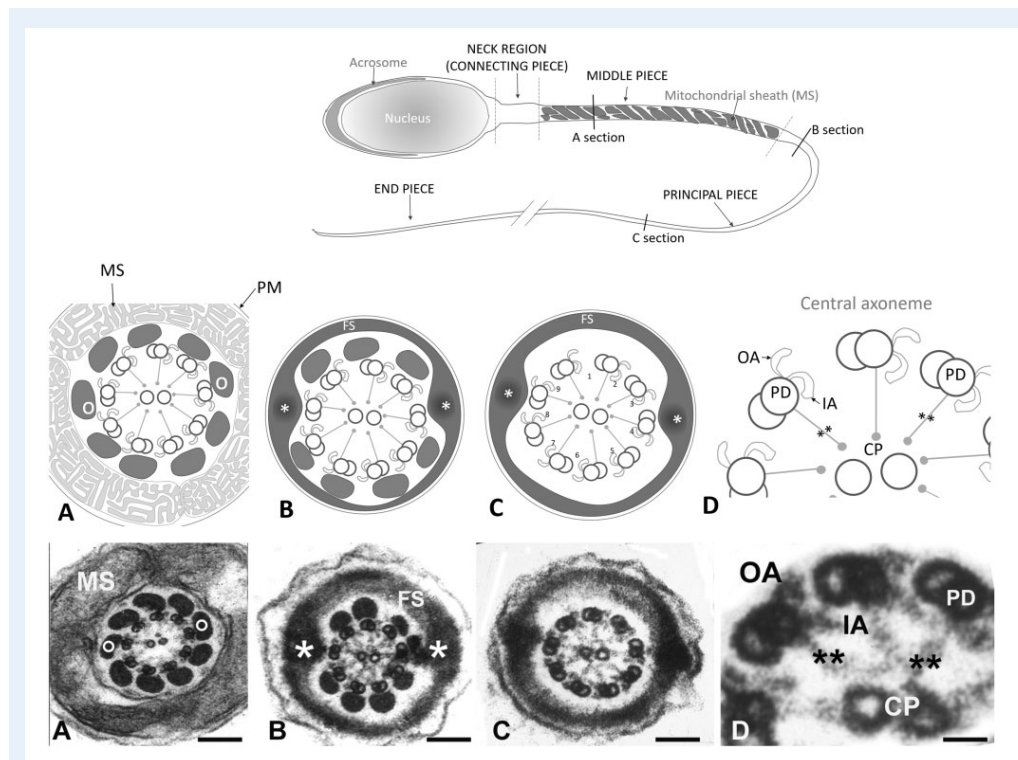 NECK REGION
(CONNECTING PIECE)
Acrosome
MIDDLE PIECE
Mitochondrial sheath (MS)
Nucleus
A section
B section
END PIECE
PRINCIPAL PIECE
C section
MS
PM
O
O
A
FS
*
*
B
FS
*
*
1
2
3
4
5
6
7
8
9
C
Central axoneme
OA
PD
PD
IA
**
**
CP
D
MS
A
FS
*
*
B
C
OA
PD
IA
**
**
CP
D